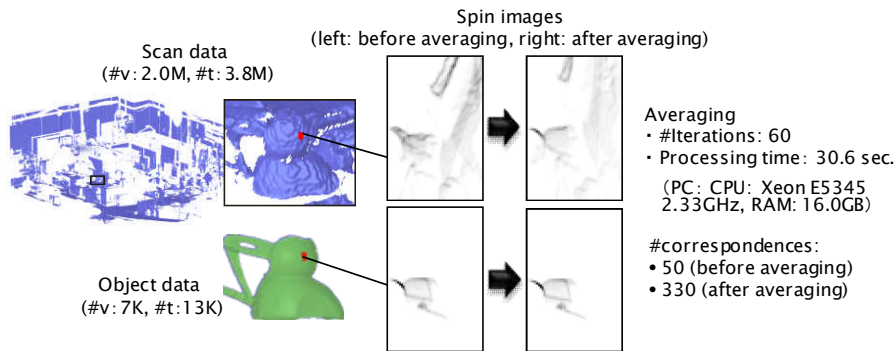 Spin images
(left: before averaging, right: after averaging)
Scan data
(#v: 2.0M, #t: 3.8M)
Averaging
・#Iterations: 60
・Processing time: 30.6 sec.
(PC: CPU: Xeon E5345
2.33GHz, RAM: 16.0GB)
#correspondences:
• 50 (before averaging)
• 330 (after averaging)
Object data
(#v:7K, #t:13K)